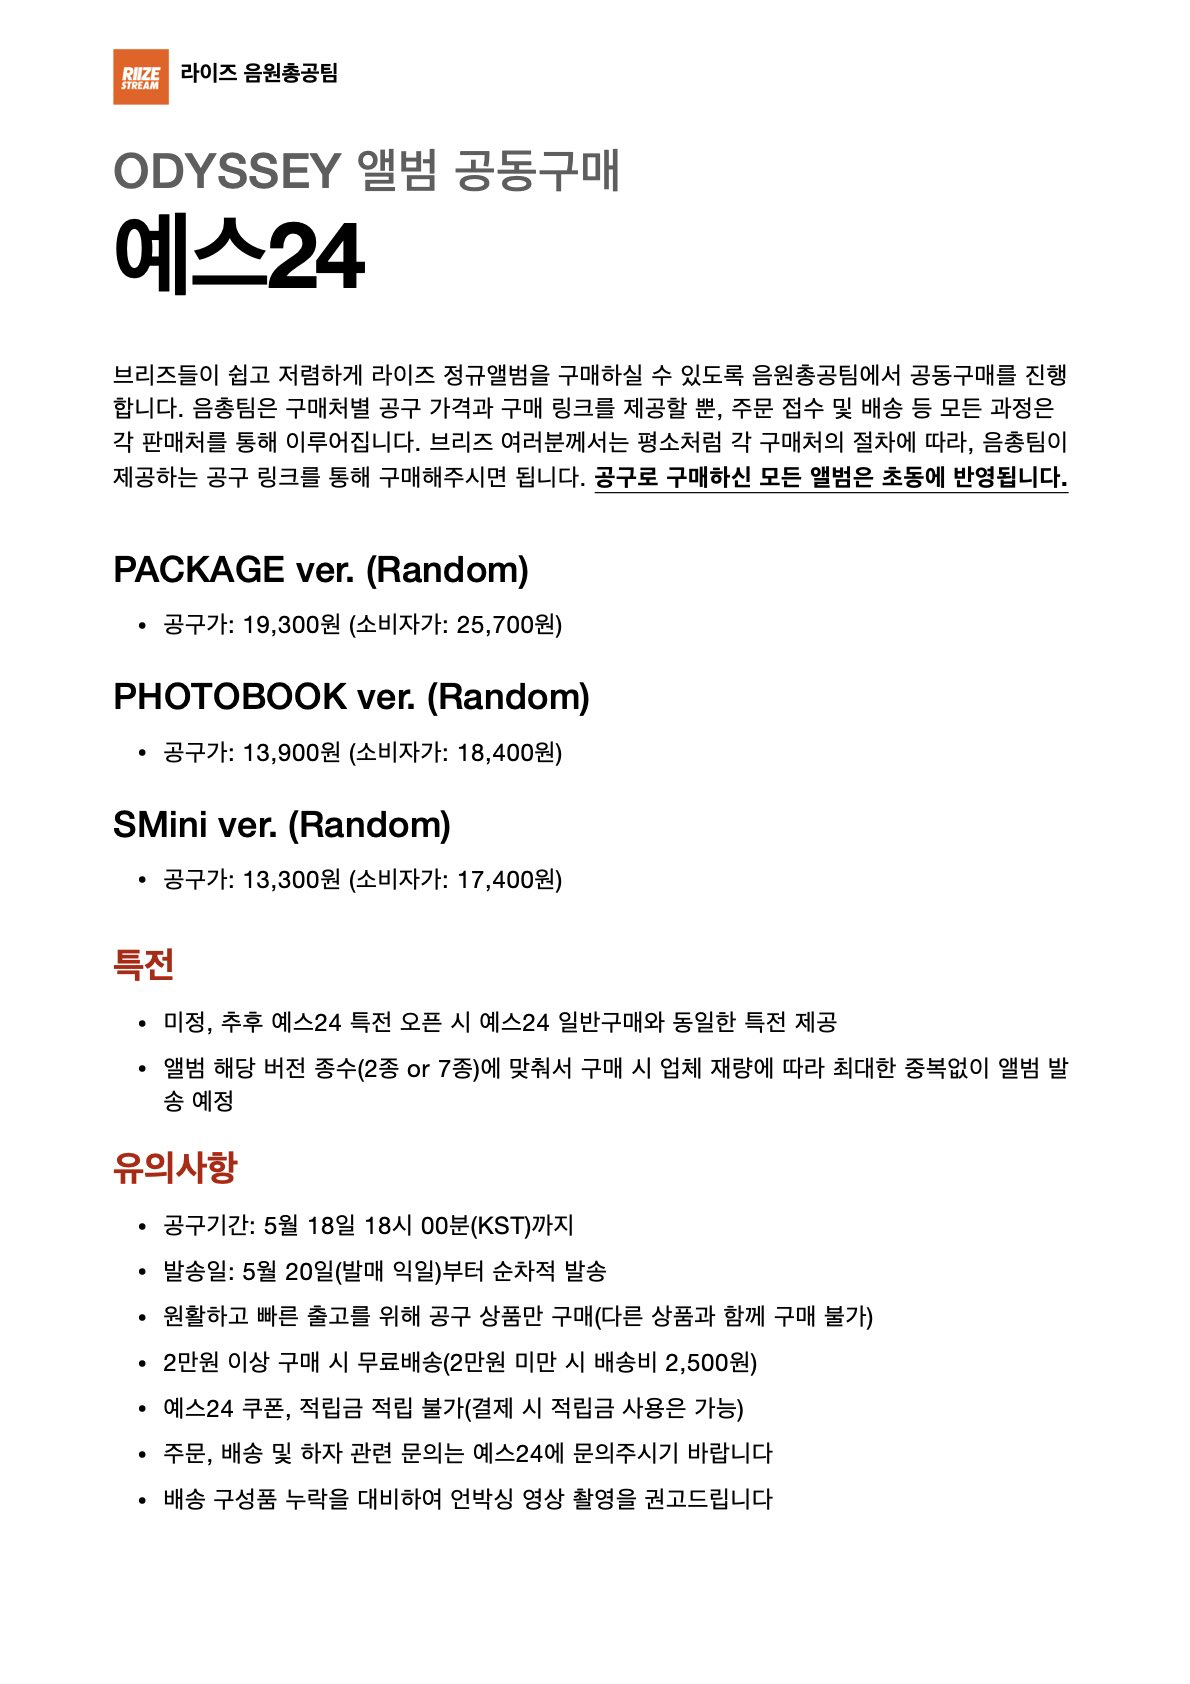 RIIZE
STREAM
라이즈 음원총공팀
ODYSSEY 앨범 공동구매
예스24
브리즈들이 쉽고 저렴하게 라이즈 정규앨범을 구매하실 수 있도록 음원총공팀에서 공동구매를 진행
합니다. 음총팀은 구매처별 공구 가격과 구매 링크를 제공할 뿐, 주문 접수 및 배송 등 모든 과정은
각 판매처를 통해 이루어집니다. 브리즈 여러분께서는 평소처럼 각 구매처의 절차에 따라, 음총팀이
제공하는 공구 링크를 통해 구매해주시면 됩니다. 공구로 구매하신 모든 앨범은 초동에 반영됩니다.
PACKAGE ver. (Random)
• 공구가: 19,300원 (소비자가: 25,700원)
PHOTOBOOK ver. (Random)
• 공구가: 13,900원 (소비자가: 18,400원)
SMini ver. (Random)
• 공구가: 13,300원 (소비자가: 17,400원)
특전
• 미정, 추후 예스24 특전 오픈 시 예스24 일반구매와 동일한 특전 제공
• 앨범 해당 버전 종수(2종 or 7종)에 맞춰서 구매 시 업체 재량에 따라 최대한 중복없이 앨범 발
송 예정
유의사항
• 공구기간: 5월 18일 18시 00분(KST)까지
• 발송일: 5월 20일(발매 익일)부터 순차적 발송
• 원활하고 빠른 출고를 위해 공구 상품만 구매(다른 상품과 함께 구매 불가)
• 2만원 이상 구매 시 무료배송(2만원 미만 시 배송비 2,500원)
• 예스24 쿠폰, 적립금 적립 불가(결제 시 적립금 사용은 가능)
• 주문, 배송 및 하자 관련 문의는 예스24에 문의주시기 바랍니다
• 배송 구성품 누락을 대비하여 언박싱 영상 촬영을 권고드립니다